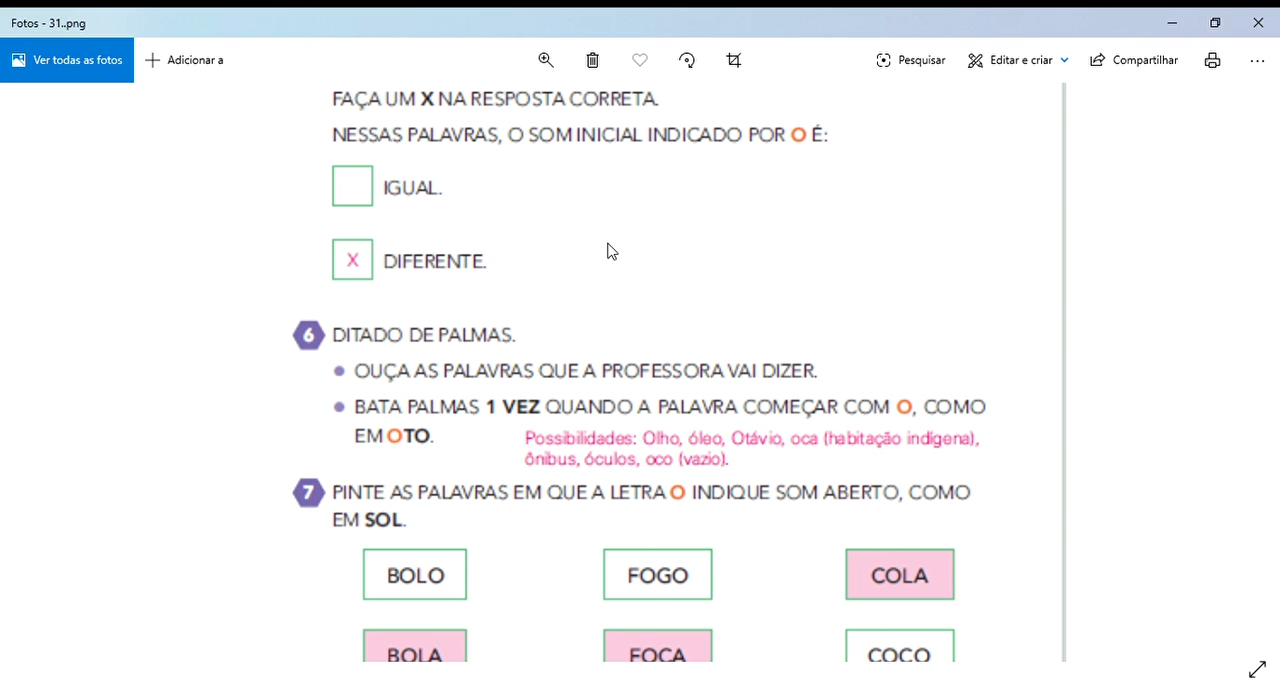 Fotos - 31..png
Ver todas as fotos
Adicionar a
Pesquisar
Editar e criar
Compartilhar
FAÇA UM X NA RESPOSTA CORRETA.
NESSAS PALAVRAS, O SOM INICIAL INDICADO POR O É:
IGUAL.
X DIFERENTE.
6 DITADO DE PALMAS.
• OUÇA AS PALAVRAS QUE A PROFESSORA VAI DIZER.
• BATA PALMAS 1 VEZ QUANDO A PALAVRA COMEÇAR COM O, COMO
EM OTO.
Possibilidades: Olho, óleo, Otávio, oca (habitação indígena),
ônibus, óculos, oco (vazio).
7 PINTE AS PALAVRAS EM QUE A LETRA O INDIQUE SOM ABERTO, COMO
EM SOL.
BOLO FOGO COLA
BOLA FOCA COCO